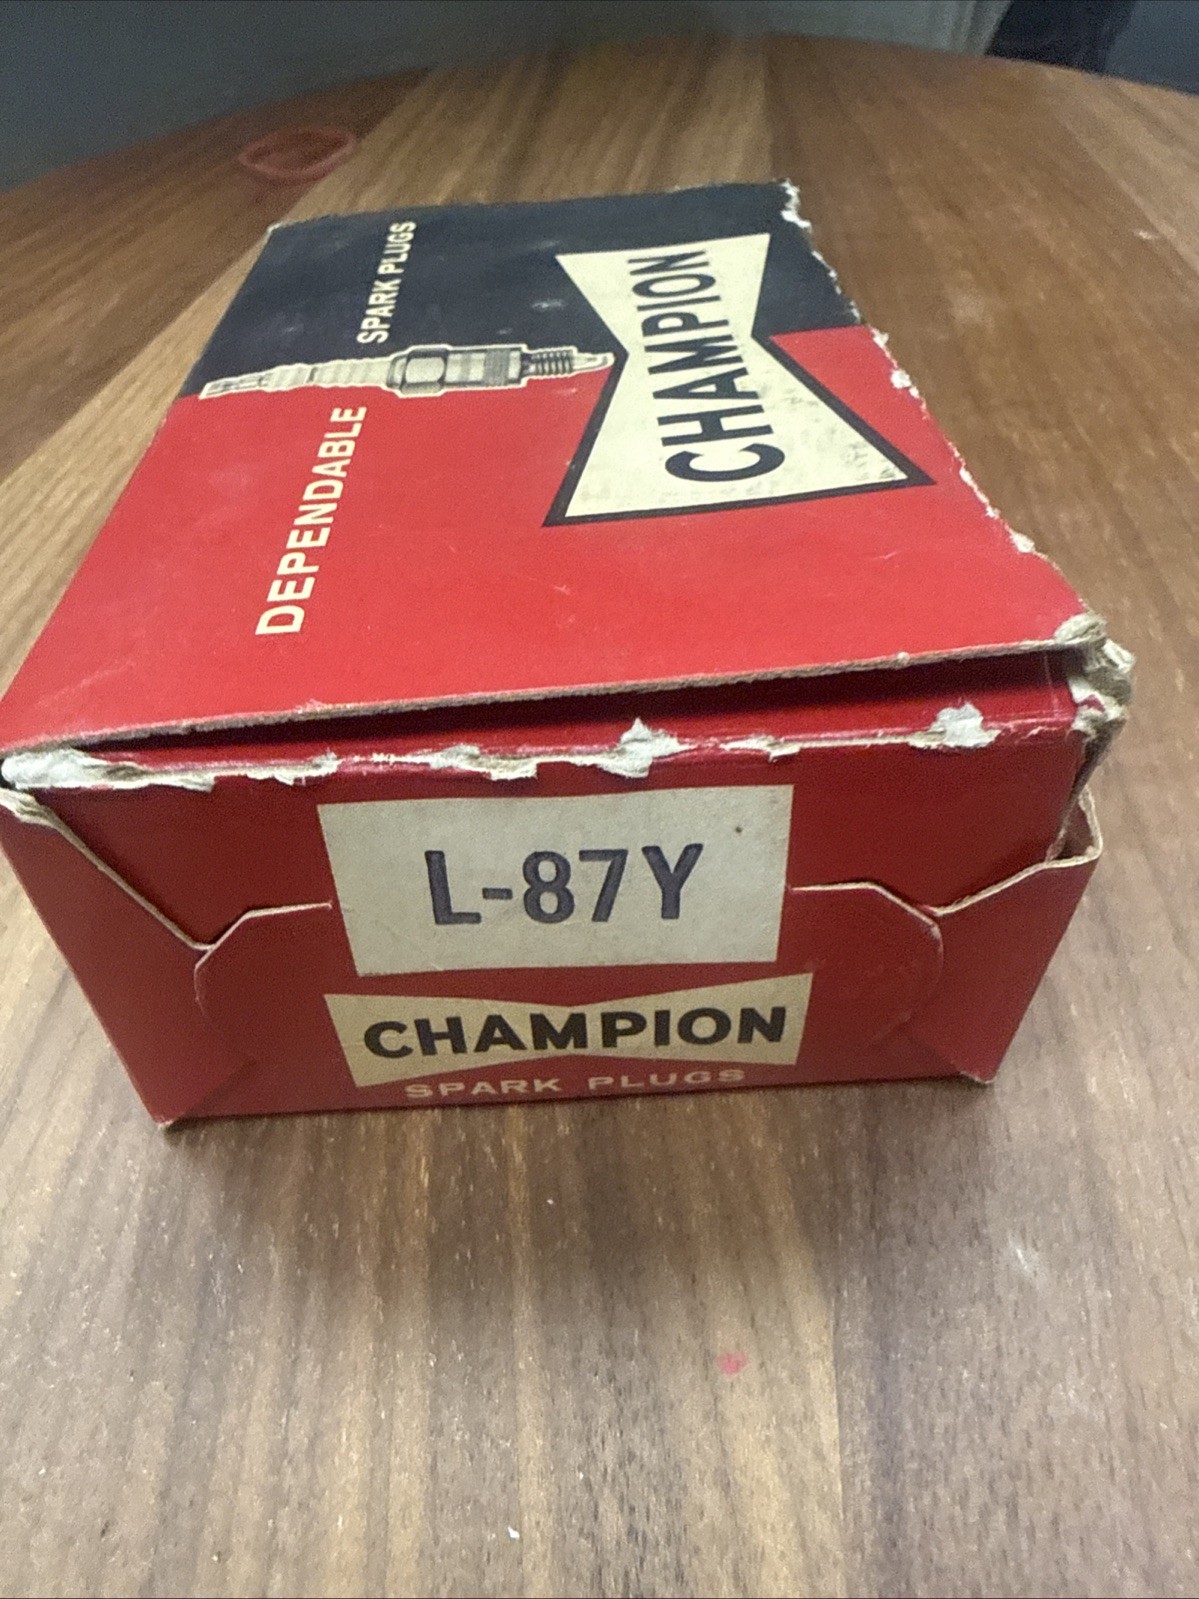 SPARK PLUGS
DEPENDABLE
CHAMPION
L-87Y
CHAMPION
SPARK PLUGS